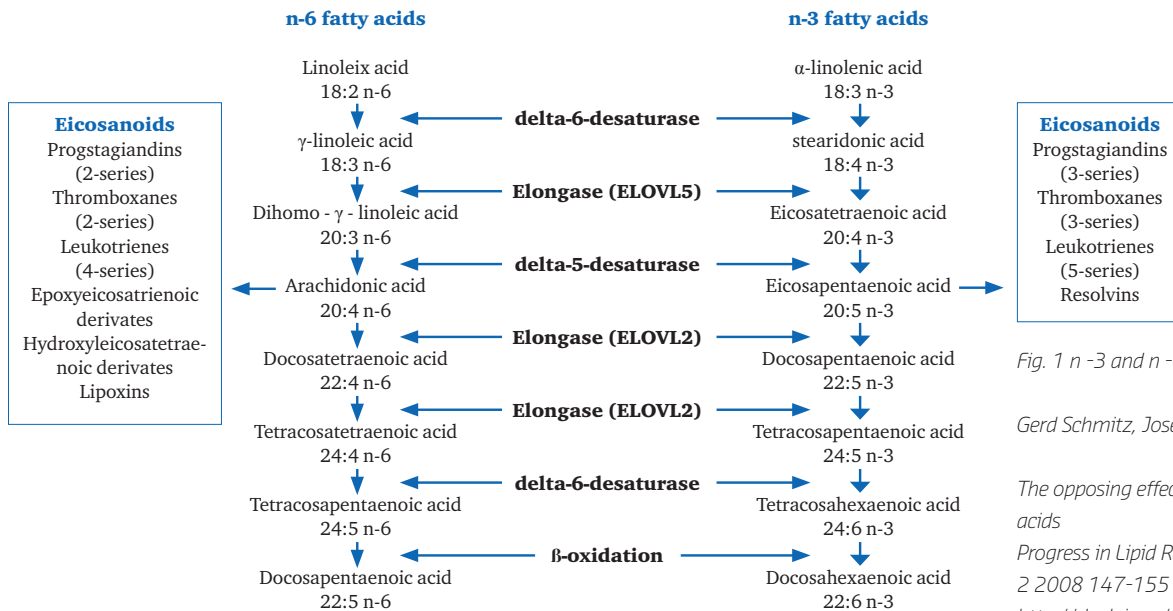 n-6 fatty acids
n-3 fatty acids
Linoleix acid
18:2 n-6
α-linolenic acid
18:3 n-3
delta-6-desaturase
γ-linoleic acid
18:3 n-6
stearidonic acid
18:4 n-3
Elongase (ELOVL5)
Dihomo - γ - linoleic acid
20:3 n-6
Eicosatetraenoic acid
20:4 n-3
delta-5-desaturase
Arachidonic acid
20:4 n-6
Eicosapentaenoic acid
20:5 n-3
Elongase (ELOVL2)
Docosatetraenoic acid
22:4 n-6
Docosapentaenoic acid
22:5 n-3
Elongase (ELOVL2)
Tetracosatetraenoic acid
24:4 n-6
Tetracosapentaenoic acid
24:5 n-3
delta-6-desaturase
Tetracosapentaenoic acid
24:5 n-6
Tetracosahexaenoic acid
24:6 n-3
ß-oxidation
Docosapentaenoic acid
22:5 n-6
Docosahexaenoic acid
22:6 n-3
Eicosanoids
Progstagiandins
(2-series)
Thromboxanes
(2-series)
Leukotrienes
(4-series)
Epoxyeicosatrienoic
derivates
Hydroxyleicosatetrae-
noic derivates
Lipoxins
Eicosanoids
Progstagiandins
(3-series)
Thromboxanes
(3-series)
Leukotrienes
(5-series)
Resolvins
Fig. 1 n -3 and n -
Gerd Schmitz, José
The opposing effec
acids
Progress in Lipid R
2 2008 147-155